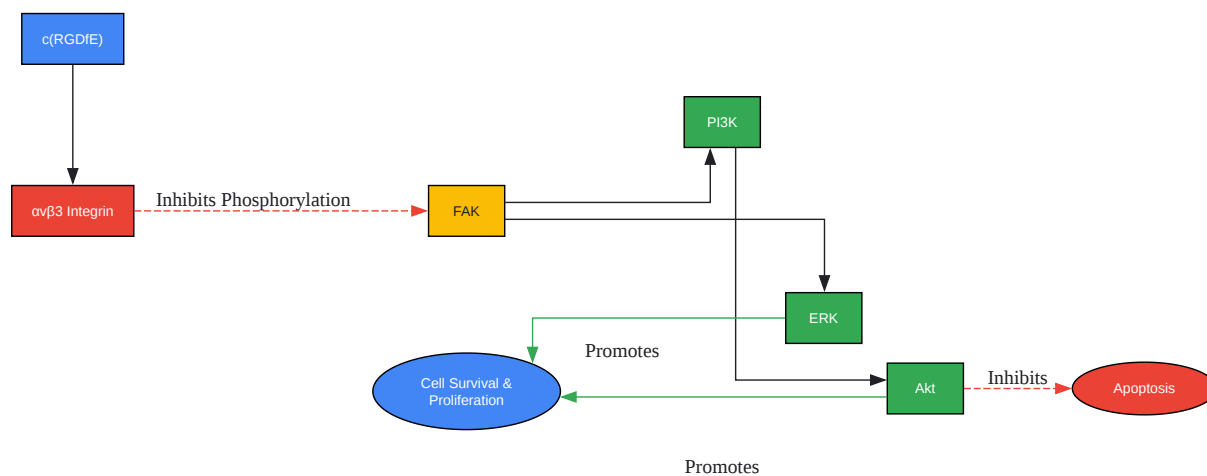 c(RGDfE)
PI3K
αvβ3 Integrin
Inhibits Phosphorylation
FAK
ERK
Promotes
Cell Survival &
Proliferation
Akt
Inhibits
Apoptosis
Promotes